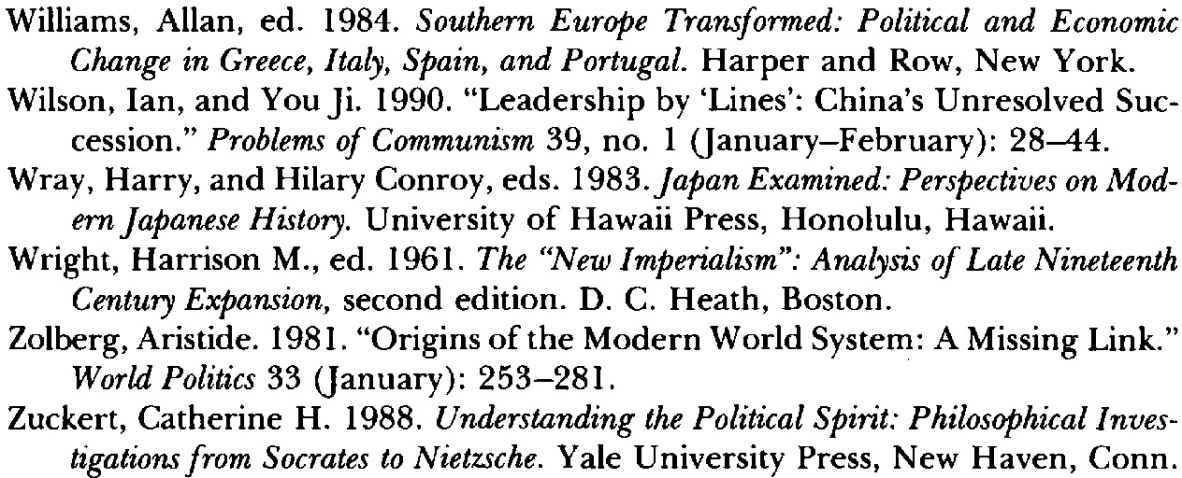 Williams, Allan, ed. 1984. Southern Europe Transformed: Political and Economic
Change in Greece, Italy, Spain, and Portugal. Harper and Row, New York.
Wilson, Ian, and You Ji. 1990. “Leadership by ‘Lines’: China’s Unresolved Suc-
cession.” Problems of Communism 39, no. 1 (January–February): 28–44.
Wray, Harry, and Hilary Conroy, eds. 1983. Japan Examined: Perspectives on Mod-
ern Japanese History. University of Hawaii Press, Honolulu, Hawaii.
Wright, Harrison M., ed. 1961. The “New Imperialism”: Analysis of Late Nineteenth
Century Expansion, second edition. D. C. Heath, Boston.
Zolberg, Aristide. 1981. “Origins of the Modern World System: A Missing Link.”
World Politics 33 (January): 253–281.
Zuckert, Catherine H. 1988. Understanding the Political Spirit: Philosophical Inves-
tigations from Socrates to Nietzsche. Yale University Press, New Haven, Conn.